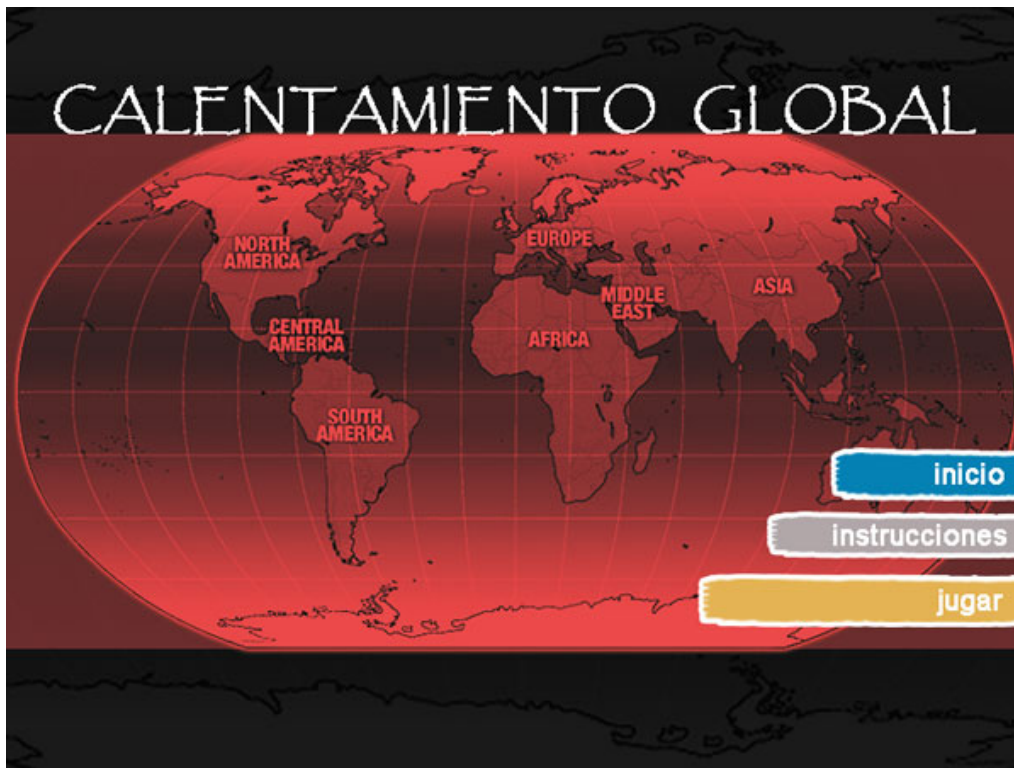 CALENTAMIENTO GLOBAL
NORTH
AMERICA
EUROPE
ASIA
MIDDLE
EAST
CENTRAL
AMERICA
AFRICA
SOUTH
AMERICA
inicio
instrucciones
jugar